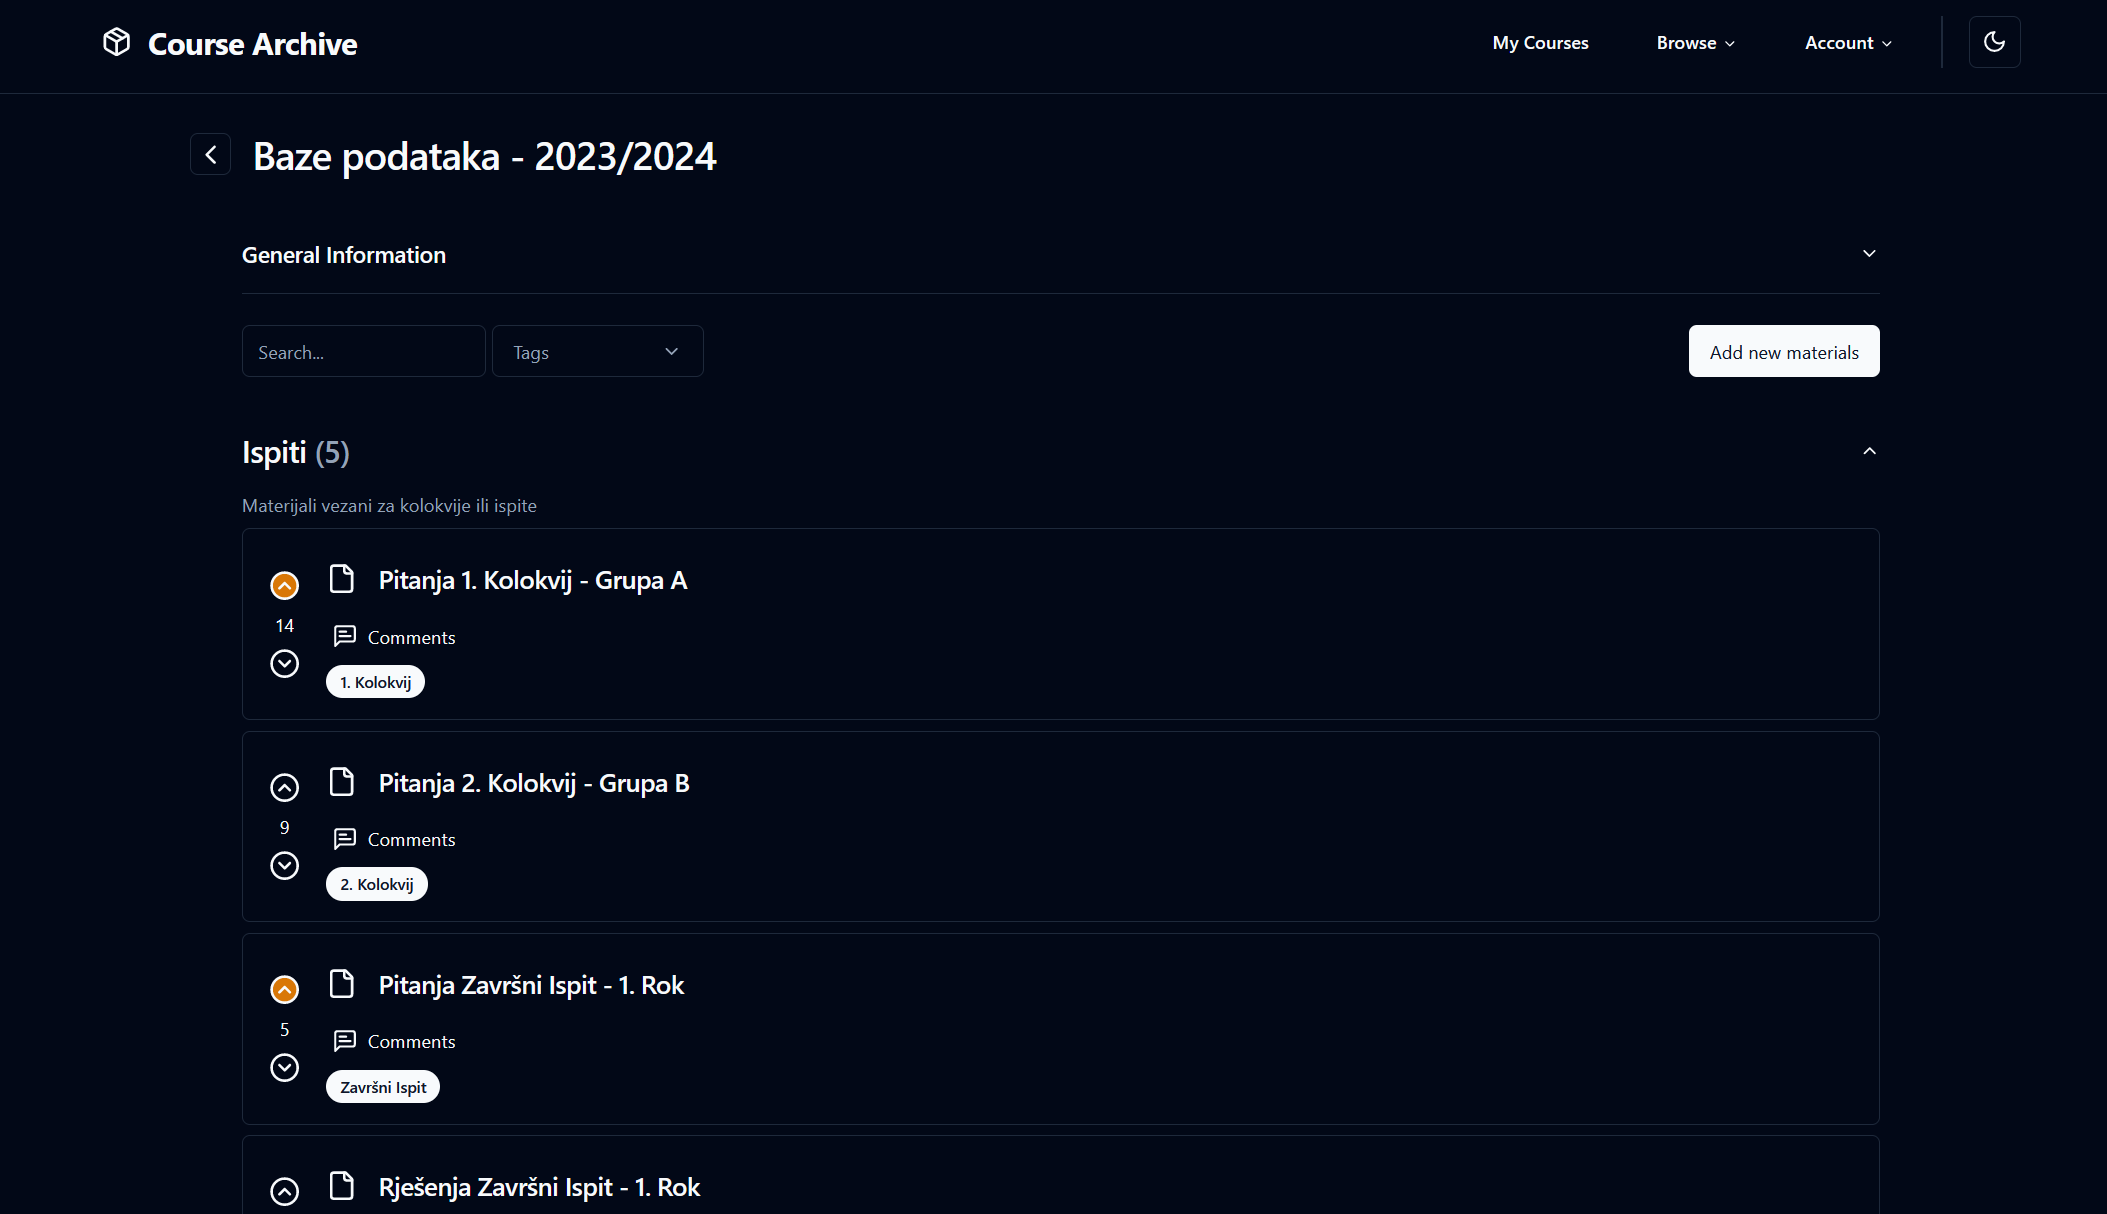 Course Archive
My Courses
Browse
Account
Baze podataka - 2023/2024
General Information
Search...
Tags
Add new materials
Ispiti (5)
Materijali vezani za kolokvije ili ispite
Pitanja 1. Kolokvij - Grupa A
14
Comments
1. Kolokvij
Pitanja 2. Kolokvij - Grupa B
9
Comments
2. Kolokvij
Pitanja Završni Ispit - 1. Rok
5
Comments
Završni Ispit
Rješenja Završni Ispit - 1. Rok